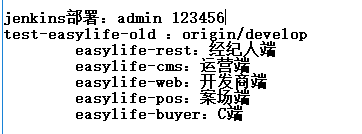 jenkins部署：admin 123456
test-easylife-old ：origin/develop
easylife-rest：经纪人端
easylife-cms：运营端
easylife-web：开发商端
easylife-pos：案场端
easylife-buyer：C端